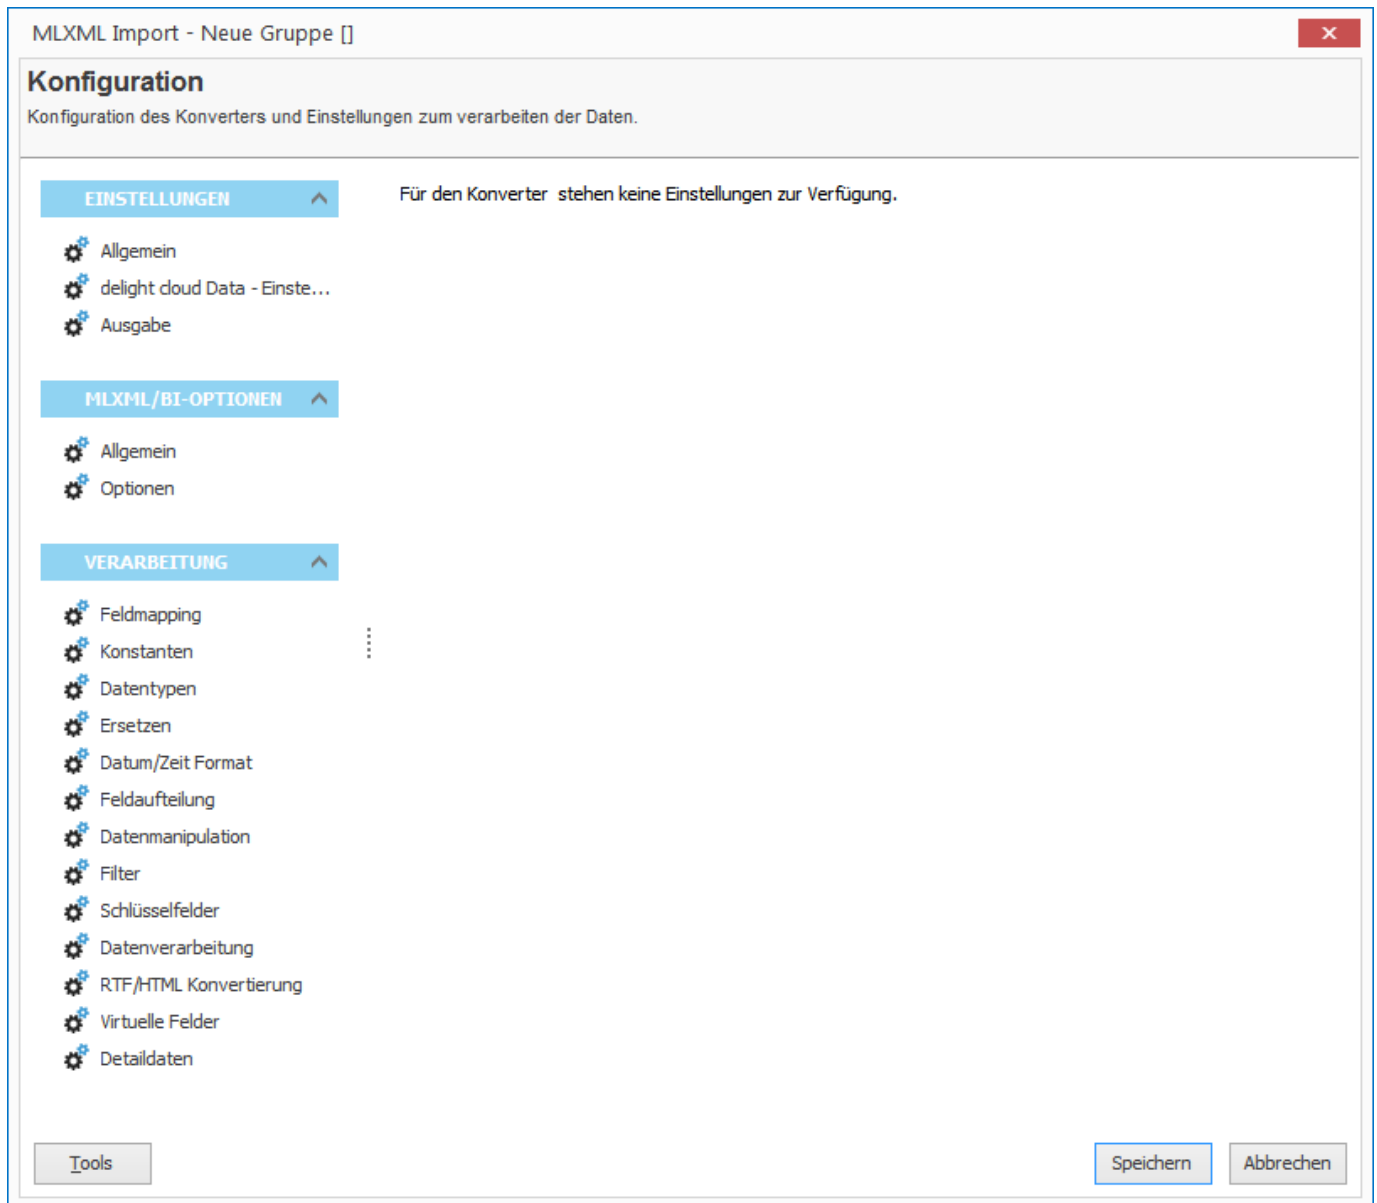 MLXML Import - Neue Gruppe []
Konfiguration
Konfiguration des Konverters und Einstellungen zum verarbeiten der Daten.
EINSTELLUNGEN
Für den Konverter  stehen keine Einstellungen zur Verfügung.
Allgemein
delight cloud Data - Einste...
Ausgabe
MLXML/BI-OPTIONEN
Allgemein
Optionen
VERARBEITUNG
Feldmapping
Konstanten
Datentypen
Ersetzen
Datum/Zeit Format
Feldaufteilung
Datenmanipulation
Filter
Schlüsselfelder
Datenverarbeitung
RTF/HTML Konvertierung
Virtuelle Felder
Detaildaten
Tools
Speichern
Abbrechen